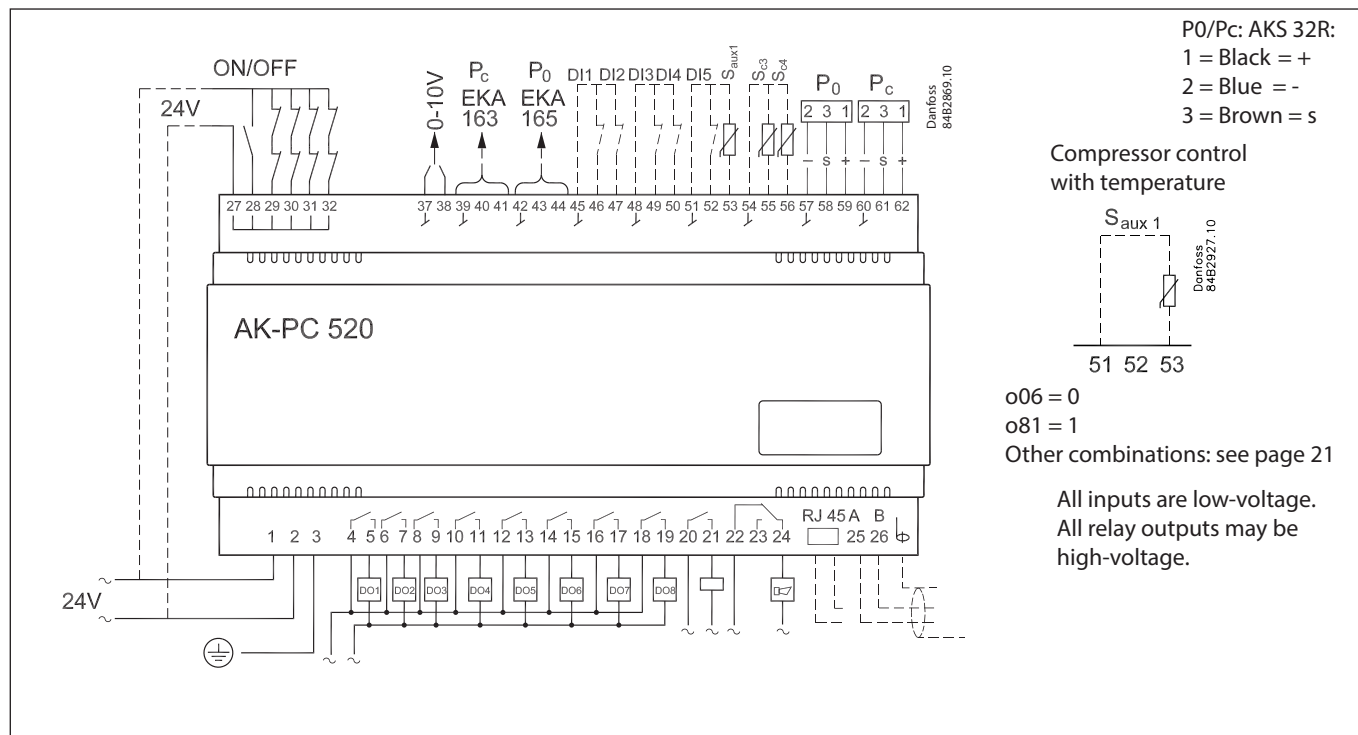 ON/OFF
24V
0-10V
Pc
EKA
163
P0
EKA
165
DI1 DI2 DI3 DI4 DI5 Saux1 Sc3 Sc4
P0
2 3 1
– s +
Pc
2 3 1
– s +
Danfoss
84B2869.10
27 28 29 30 31 32 37 38 39 40 41 42 43 44 45 46 47 48 49 50 51 52 53 54 55 56 57 58 59 60 61 62
AK-PC 520
RJ 45 A B
1 2 3 4 5 6 7 8 9 10 11 12 13 14 15 16 17 18 19 20 21 22 23 24 25 26
DO1 DO2 DO3 DO4 DO5 DO6 DO7 DO8
24V
P0/Pc: AKS 32R:
1 = Black = +
2 = Blue = -
3 = Brown = s
Compressor control
with temperature
Saux 1
Danfoss
84B2927.10
51 52 53
o06 = 0
o81 = 1
Other combinations: see page 21
All inputs are low-voltage.
All relay outputs may be
high-voltage.